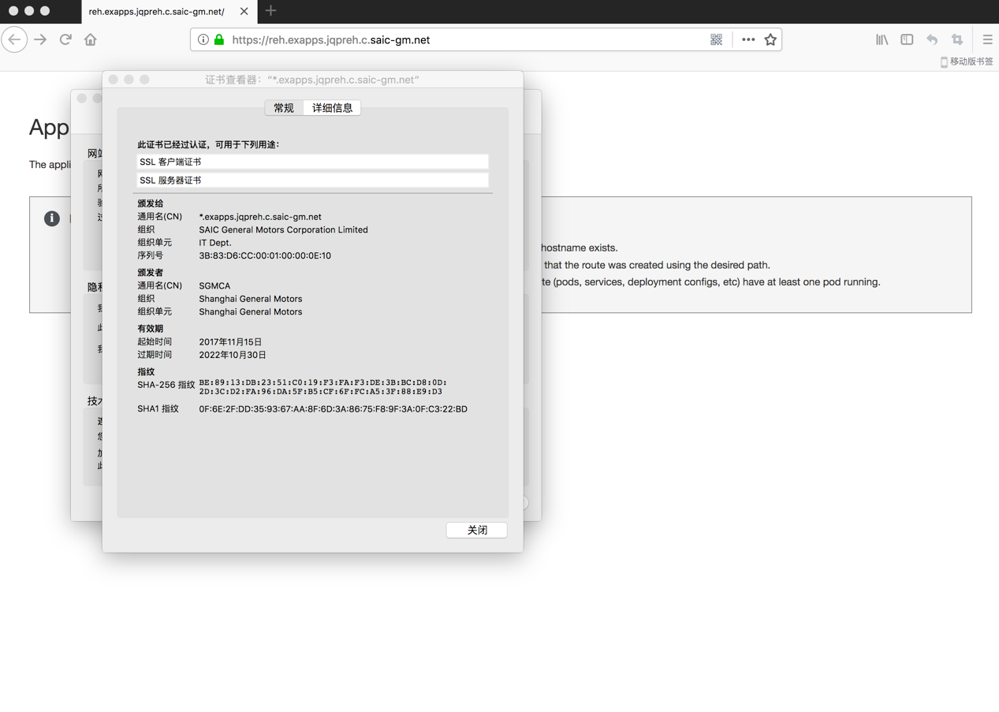 reh.exapps.jqpreh.c.saic-gm.net/
https://reh.exapps.jqpreh.c.saic-gm.net
移动版书签
证书查看器:“*.exapps.jqpreh.c.saic-gm.net”
常规 详细信息
App
The appli
网站
隐私
技术
此证书已经过认证，可用于下列用途：
SSL 客户端证书
SSL 服务器证书
颁发给
通用名(CN) *.exapps.jqpreh.c.saic-gm.net
组织 SAIC General Motors Corporation Limited
组织单元 IT Dept.
序列号 3B:83:D6:CC:00:01:00:00:0E:10
颁发者
通用名(CN) SGMCA
组织 Shanghai General Motors
组织单元 Shanghai General Motors
有效期
起始时间 2017年11月15日
过期时间 2022年10月30日
指纹
SHA-256 指纹 BE:89:13:DB:23:51:C0:19:F3:FA:F3:DE:3B:BC:D8:0D:
2D:3C:D2:FA:96:DA:5F:B5:CF:6F:FC:A5:3F:88:E9:D3
SHA1 指纹 0F:6E:2F:DD:35:93:67:AA:8F:6D:3A:86:75:F8:9F:3A:0F:C3:22:BD
关闭
hostname exists.
that the route was created using the desired path.
te (pods, services, deployment configs, etc) have at least one pod running.